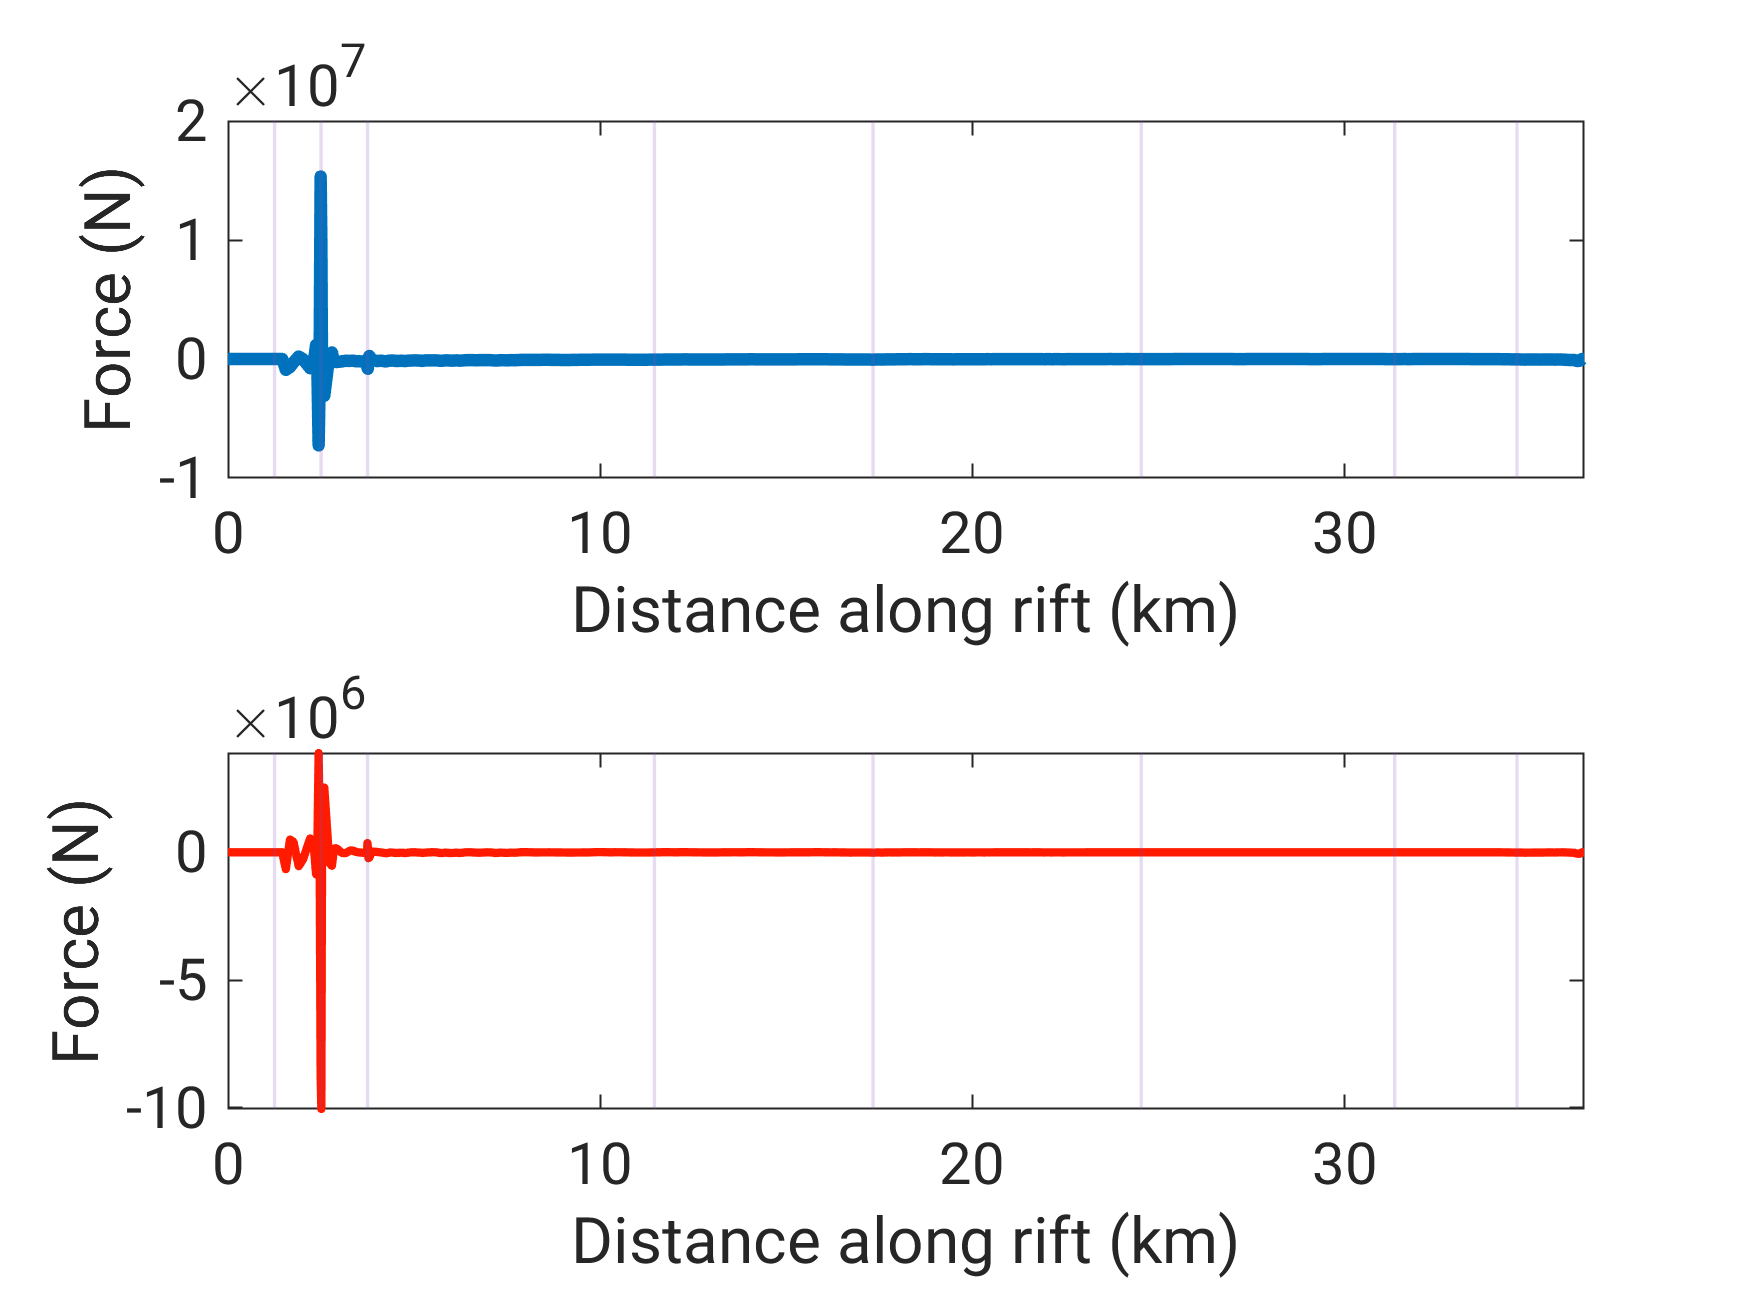 ×10^7
2
1
0
-1
Force (N)
0 10 20 30
Distance along rift (km)
×10^6
0
-5
-10
Force (N)
0 10 20 30
Distance along rift (km)